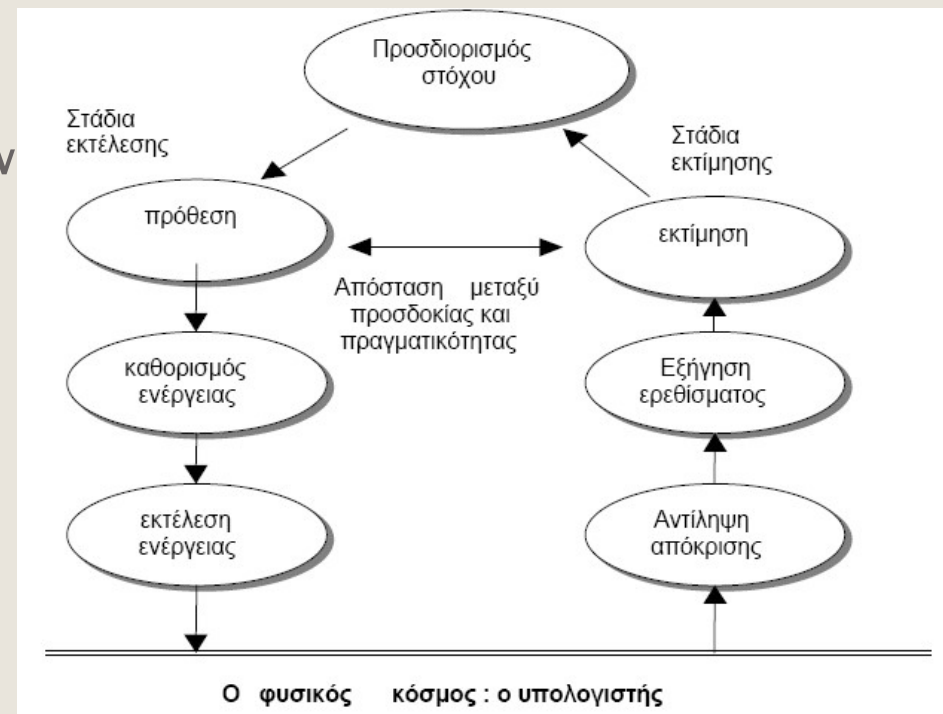 Προσδιορισμός
στόχου
Στάδια
εκτέλεσης
Στάδια
εκτίμησης
ν
πρόθεση
εκτίμηση
Απόσταση μεταξύ
προσδοκίας και
πραγματικότητας
καθορισμός
ενέργειας
Εξήγηση
ερεθίσματος
εκτέλεση
ενέργειας
Αντίληψη
απόκρισης
Ο φυσικός κόσμος : ο υπολογιστής